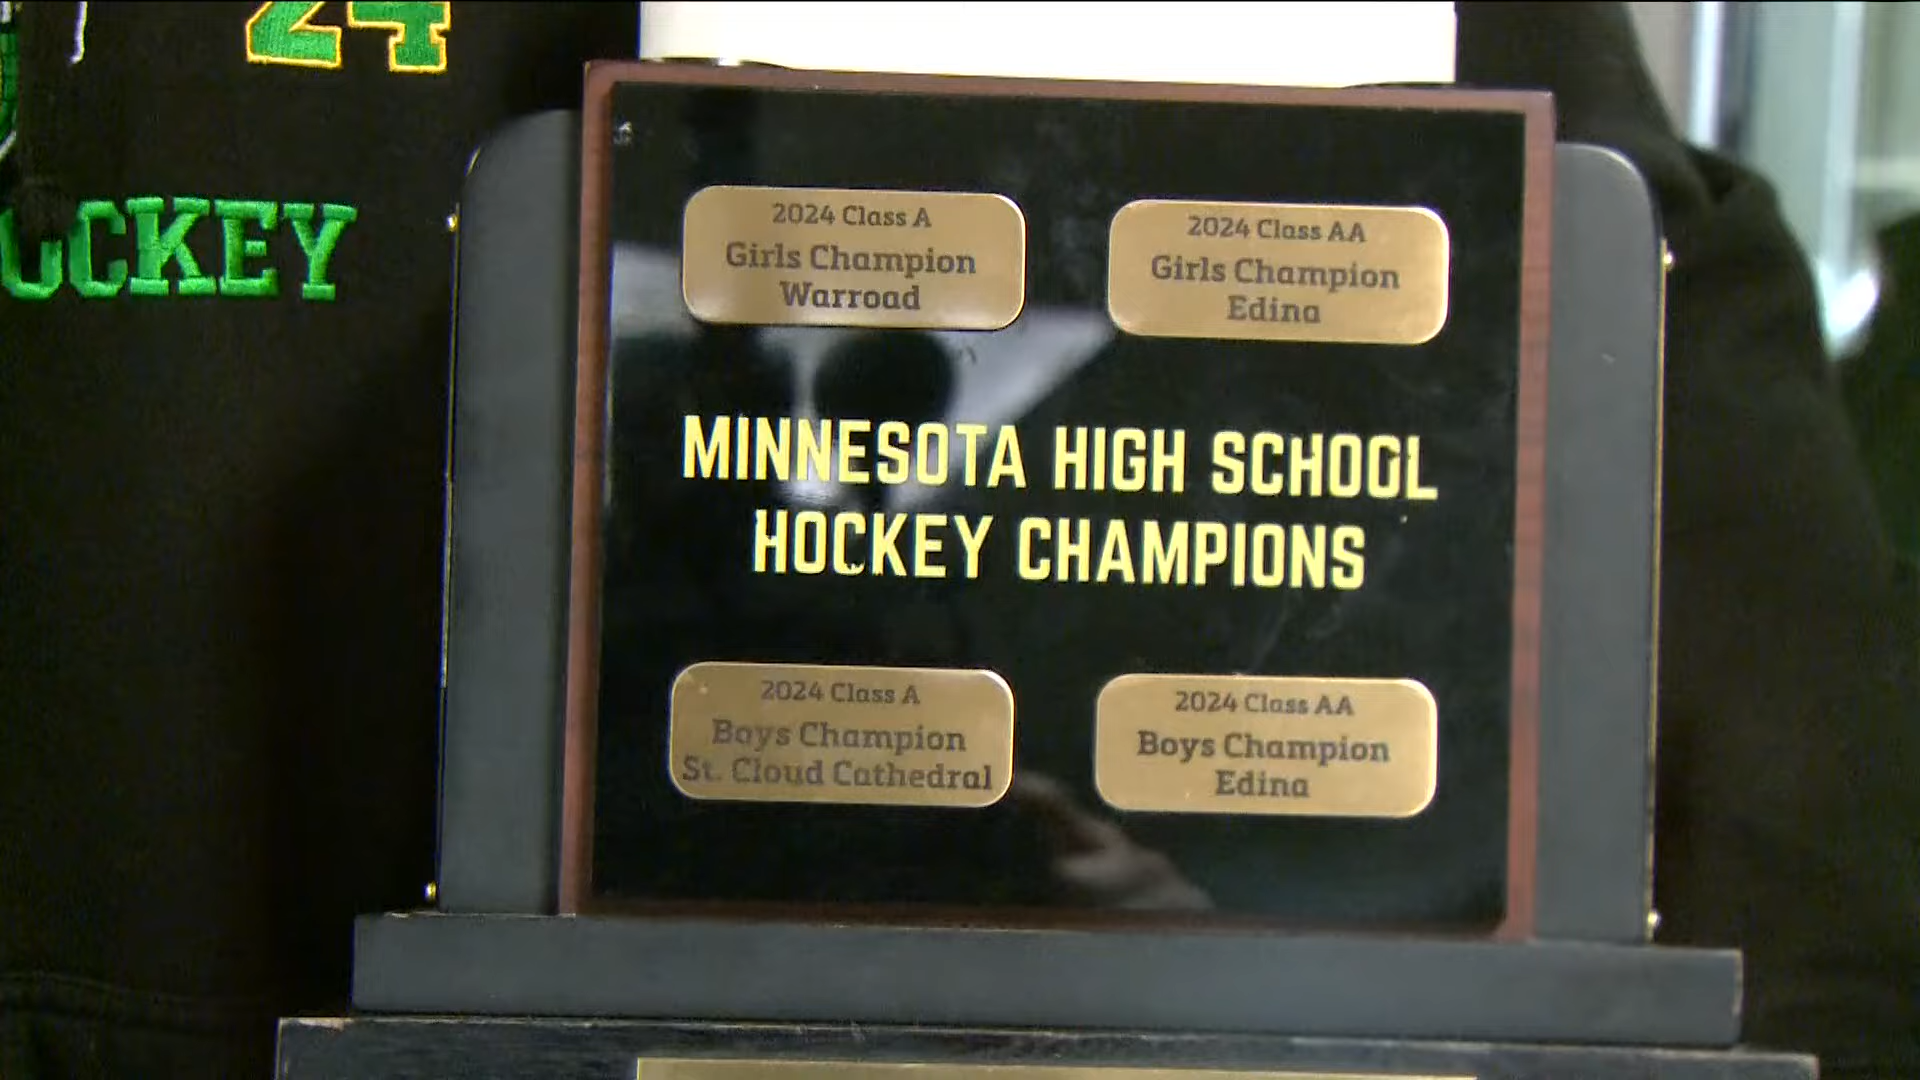 24
OCKEY
2024 Class A
Girls Champion
Warroad
2024 Class AA
Girls Champion
Edina
MINNESOTA HIGH SCHOOL
HOCKEY CHAMPIONS
2024 Class A
Boys Champion
St. Cloud Cathedral
2024 Class AA
Boys Champion
Edina